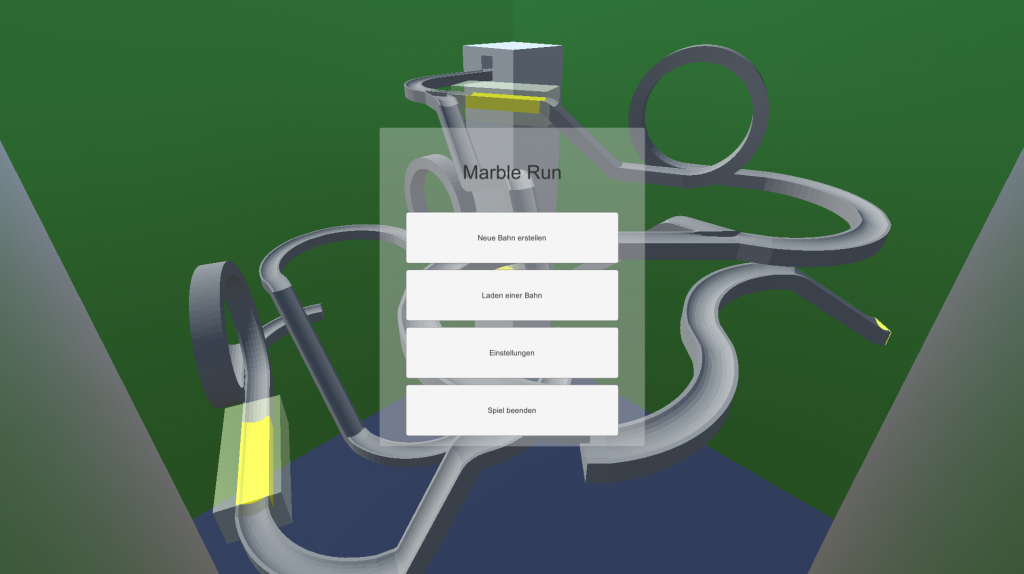 Marble Run
Neue Bahn erstellen
Laden einer Bahn
Einstellungen
Spiel beenden